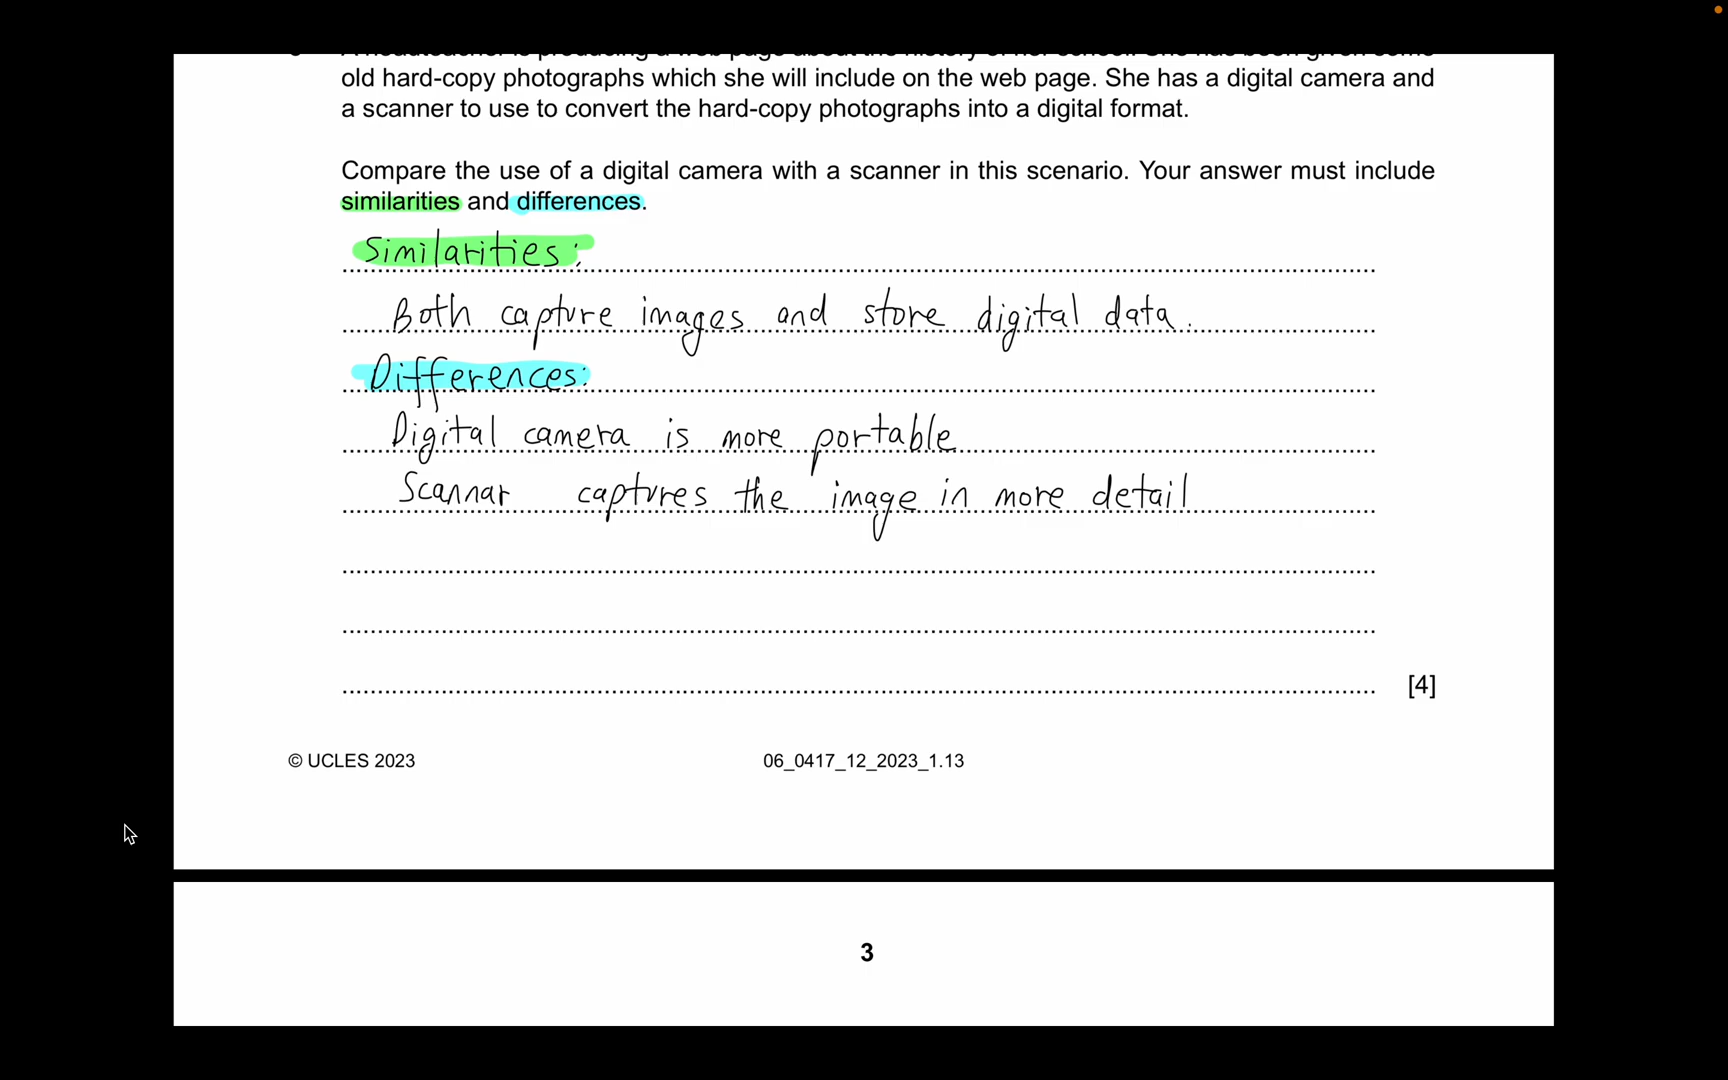 old hard-copy photographs which she will include on the web page. She has a digital camera and
a scanner to use to convert the hard-copy photographs into a digital format.
Compare the use of a digital camera with a scanner in this scenario. Your answer must include
similarities and differences.
Similarities:
Both capture images and store digital data.
Differences:
Digital camera is more portable
Scannar captures the image in more detail
[4]
© UCLES 2023
06_0417_12_2023_1.13
3